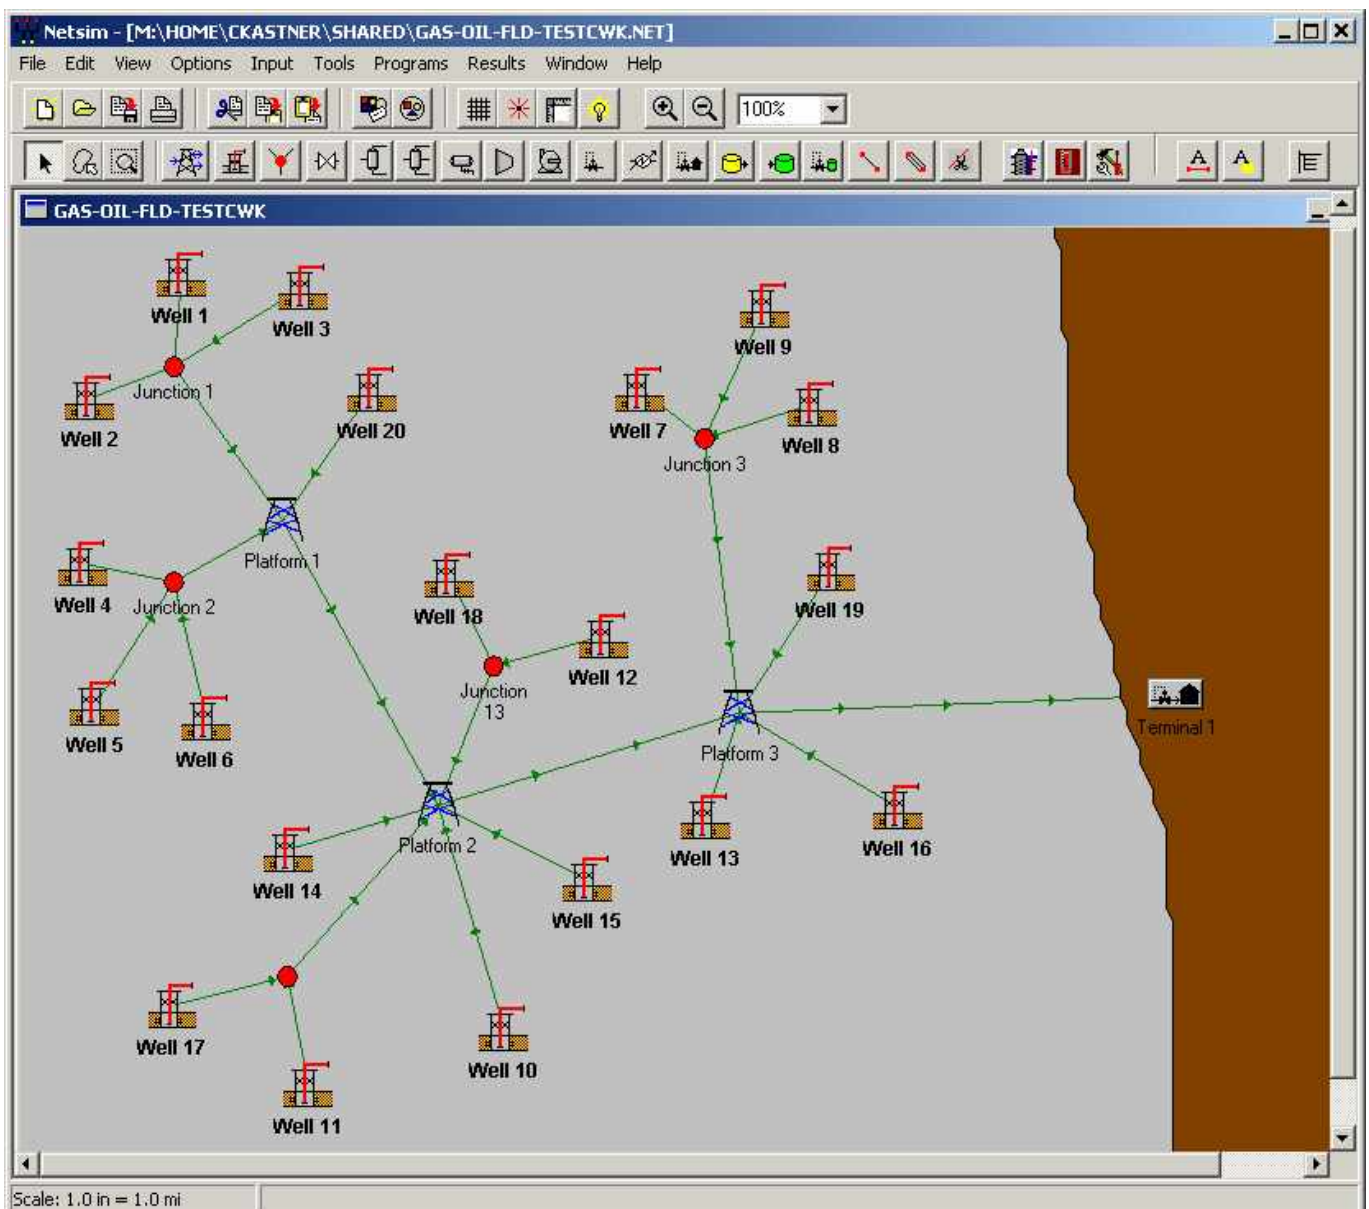 Netsim - [M:\HOME\CKASTNER\SHARED\GAS-OIL-FLD-TESTCWK.NET]
File Edit View Options Input Tools Programs Results Window Help
100%
A A
GAS-OIL-FLD-TESTCWK
Well 1
Well 3
Well 9
Junction 1
Well 2
Well 20
Well 7
Well 8
Junction 3
Platform 1
Well 4
Junction 2
Well 18
Well 19
Well 12
Junction
13
Well 5
Well 6
Terminal 1
Platform 3
Platform 2
Well 13
Well 16
Well 14
Well 15
Well 17
Well 10
Well 11
Scale: 1.0 in = 1.0 mi